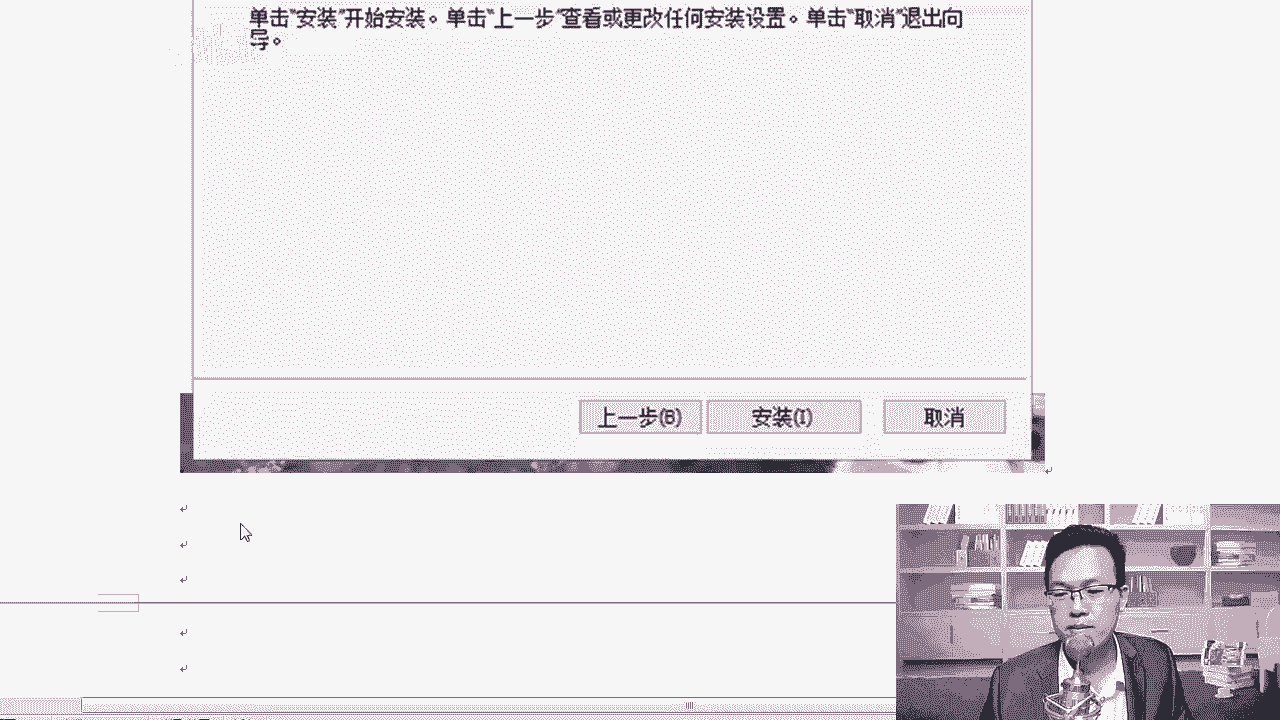 单击“安装”开始安装。单击“上一步”查看或更改任何安装设置。单击“取消”退出向
导。
上一步(B) 安装(I) 取消